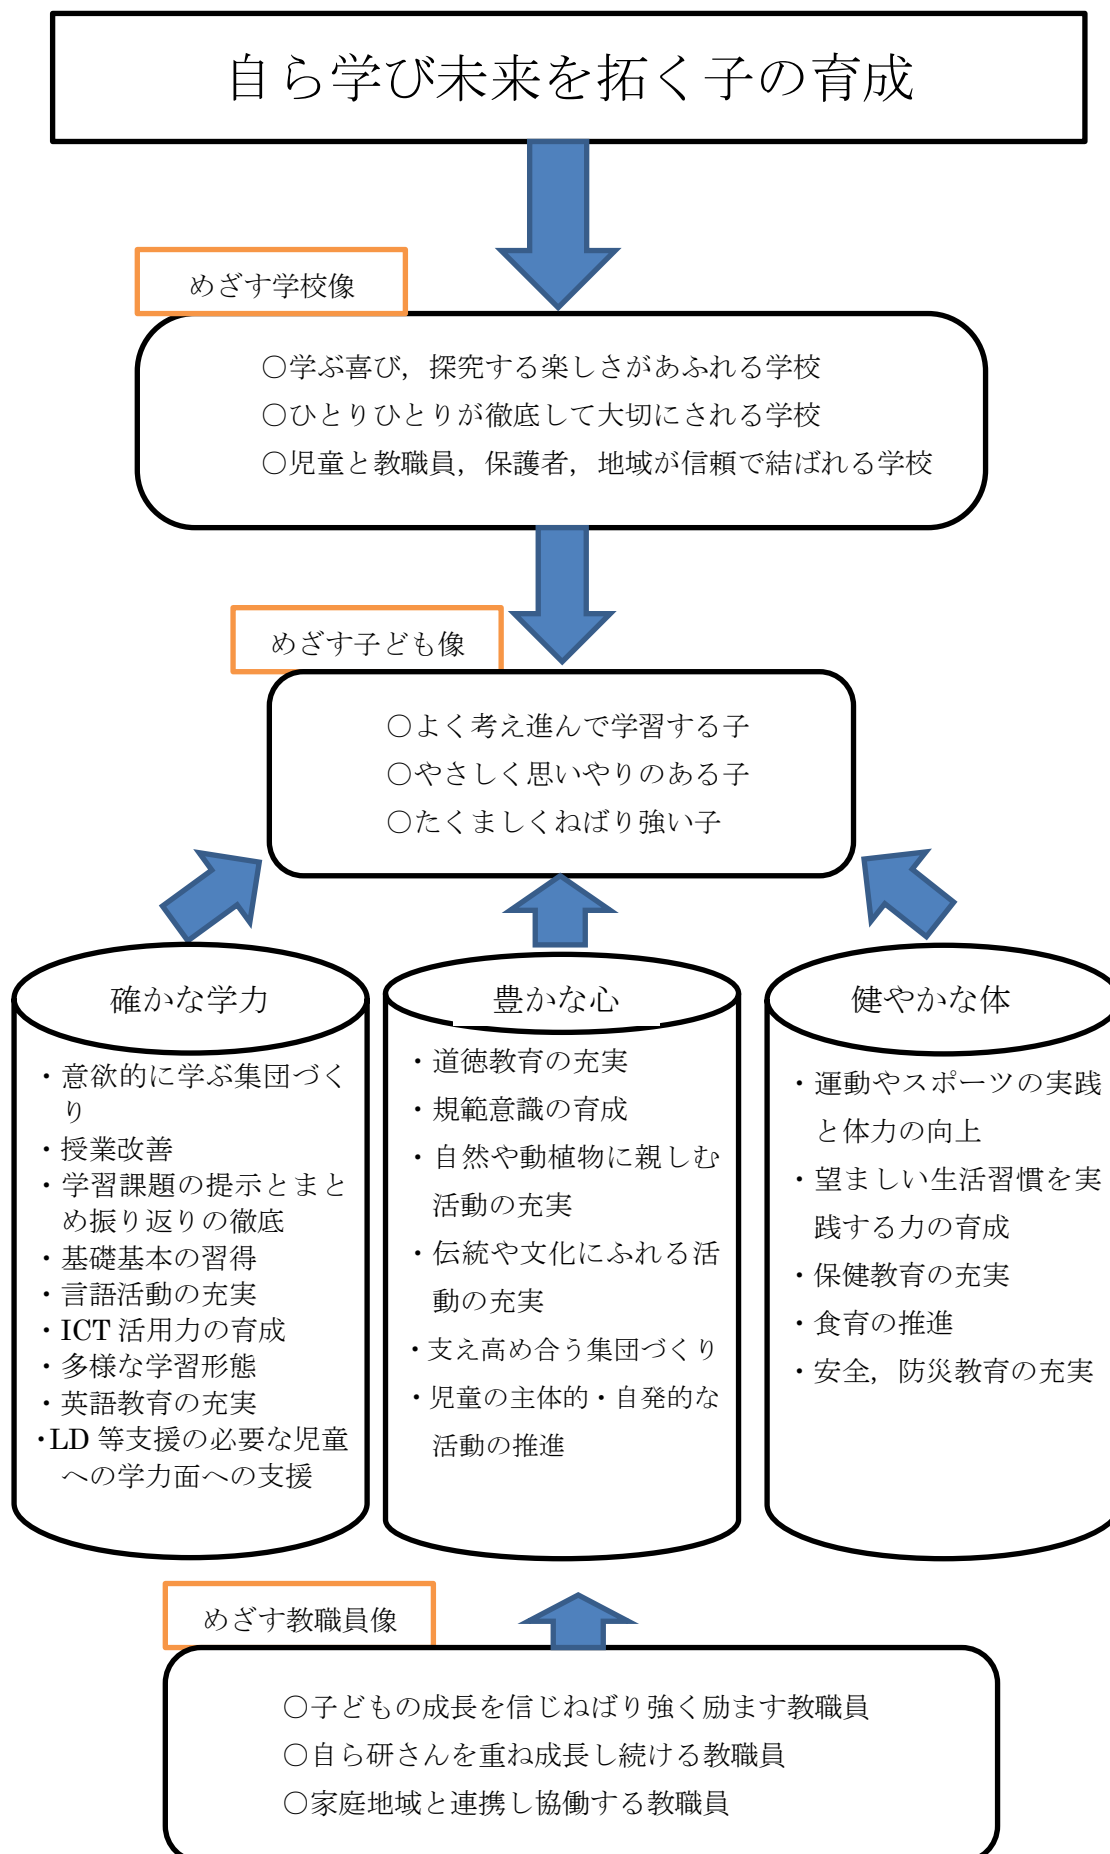 自ら学び未来を拓く子の育成
めざす学校像
○学ぶ喜び，探究する楽しさがあふれる学校
○ひとりひとりが徹底して大切にされる学校
○児童と教職員，保護者，地域が信頼で結ばれる学校
めざす子ども像
○よく考え進んで学習する子
○やさしく思いやりのある子
○たくましくねばり強い子
確かな学力
・意欲的に学ぶ集団づく
り
・授業改善
・学習課題の提示とまと
め振り返りの徹底
・基礎基本の習得
・言語活動の充実
・ICT 活用力の育成
・多様な学習形態
・英語教育の充実
・LD 等支援の必要な児童
への学力面への支援
豊かな心
・道徳教育の充実
・規範意識の育成
・自然や動植物に親しむ
活動の充実
・伝統や文化にふれる活
動の充実
・支え高め合う集団づくり
・児童の主体的・自発的な
活動の推進
健やかな体
・運動やスポーツの実践
と体力の向上
・望ましい生活習慣を実
践する力の育成
・保健教育の充実
・食育の推進
・安全，防災教育の充実
めざす教職員像
○子どもの成長を信じねばり強く励ます教職員
○自ら研さんを重ね成長し続ける教職員
○家庭地域と連携し協働する教職員